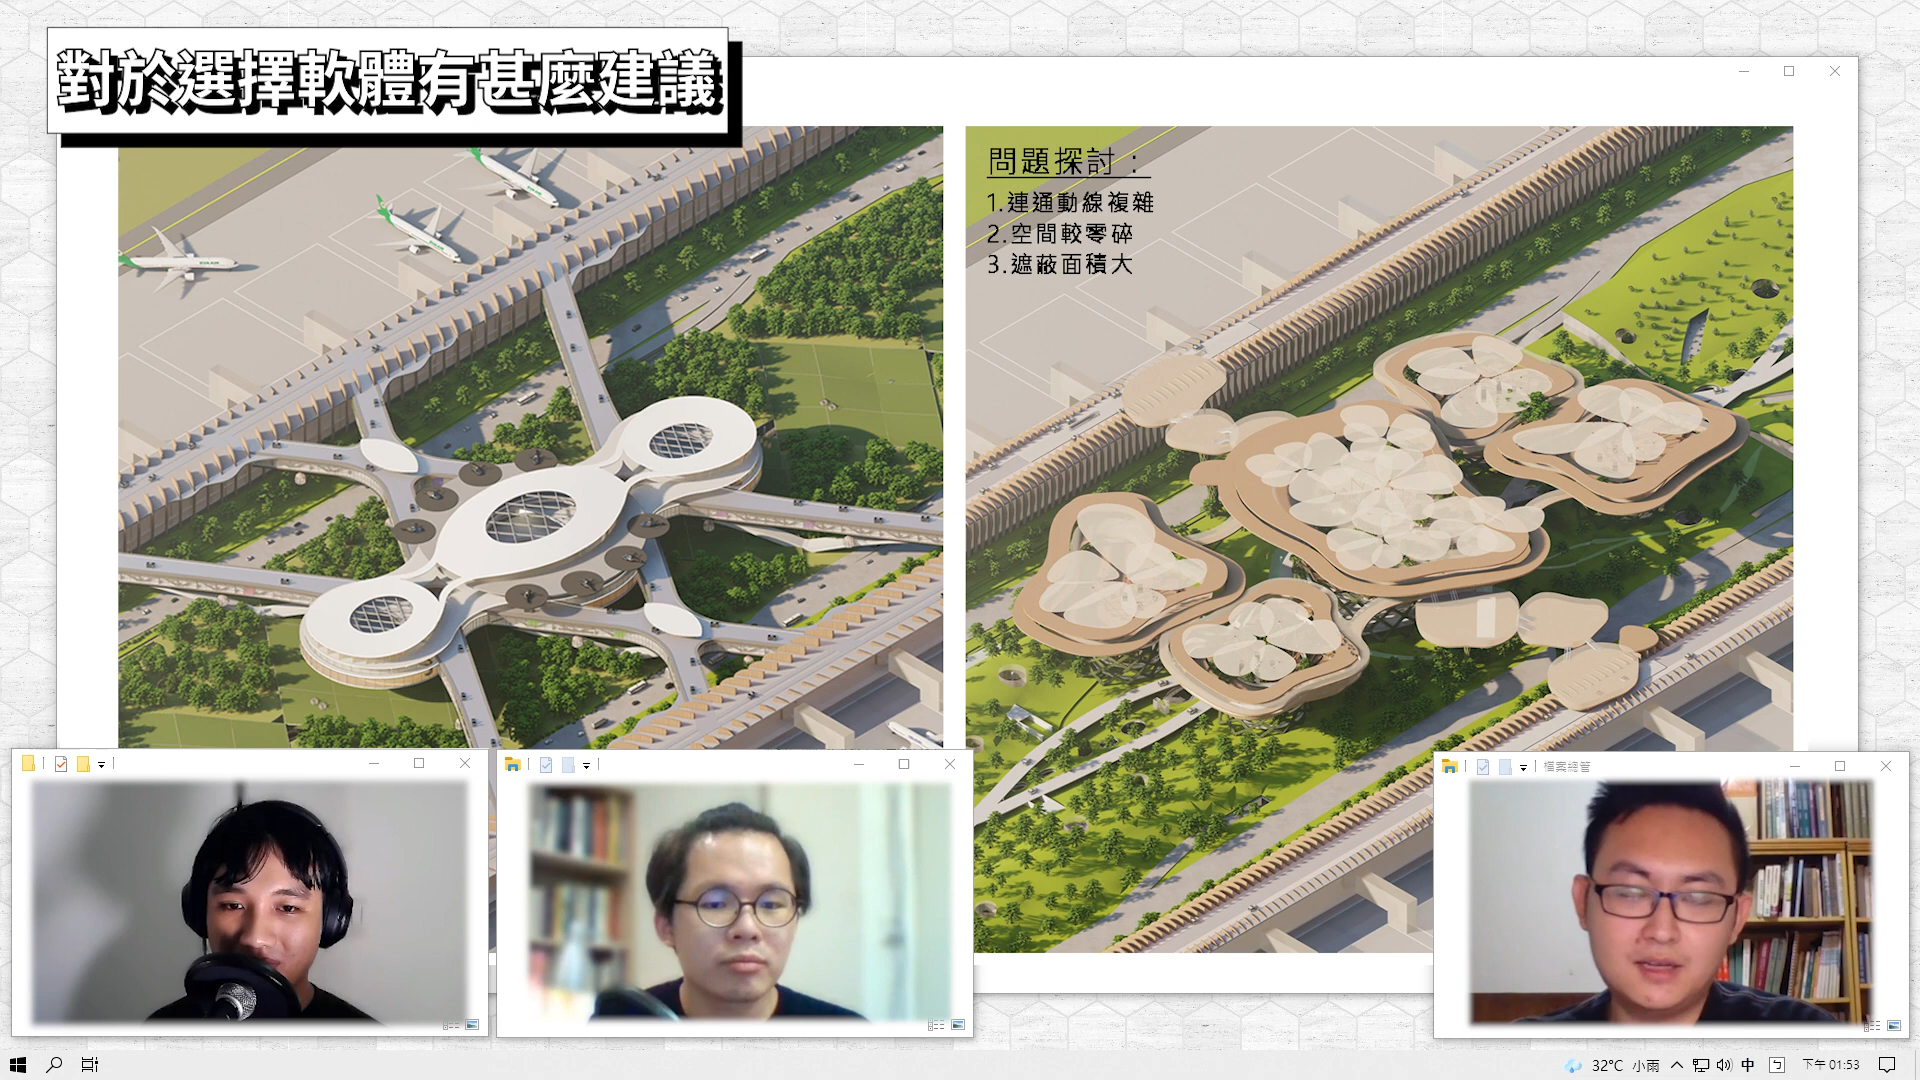 對於選擇軟體有甚麼建議
問題探討：
1.連通動線複雜
2.空間較零碎
3.遮蔽面積大
檔案總管
32°C 小雨
中
ㄅ
下午 01:53